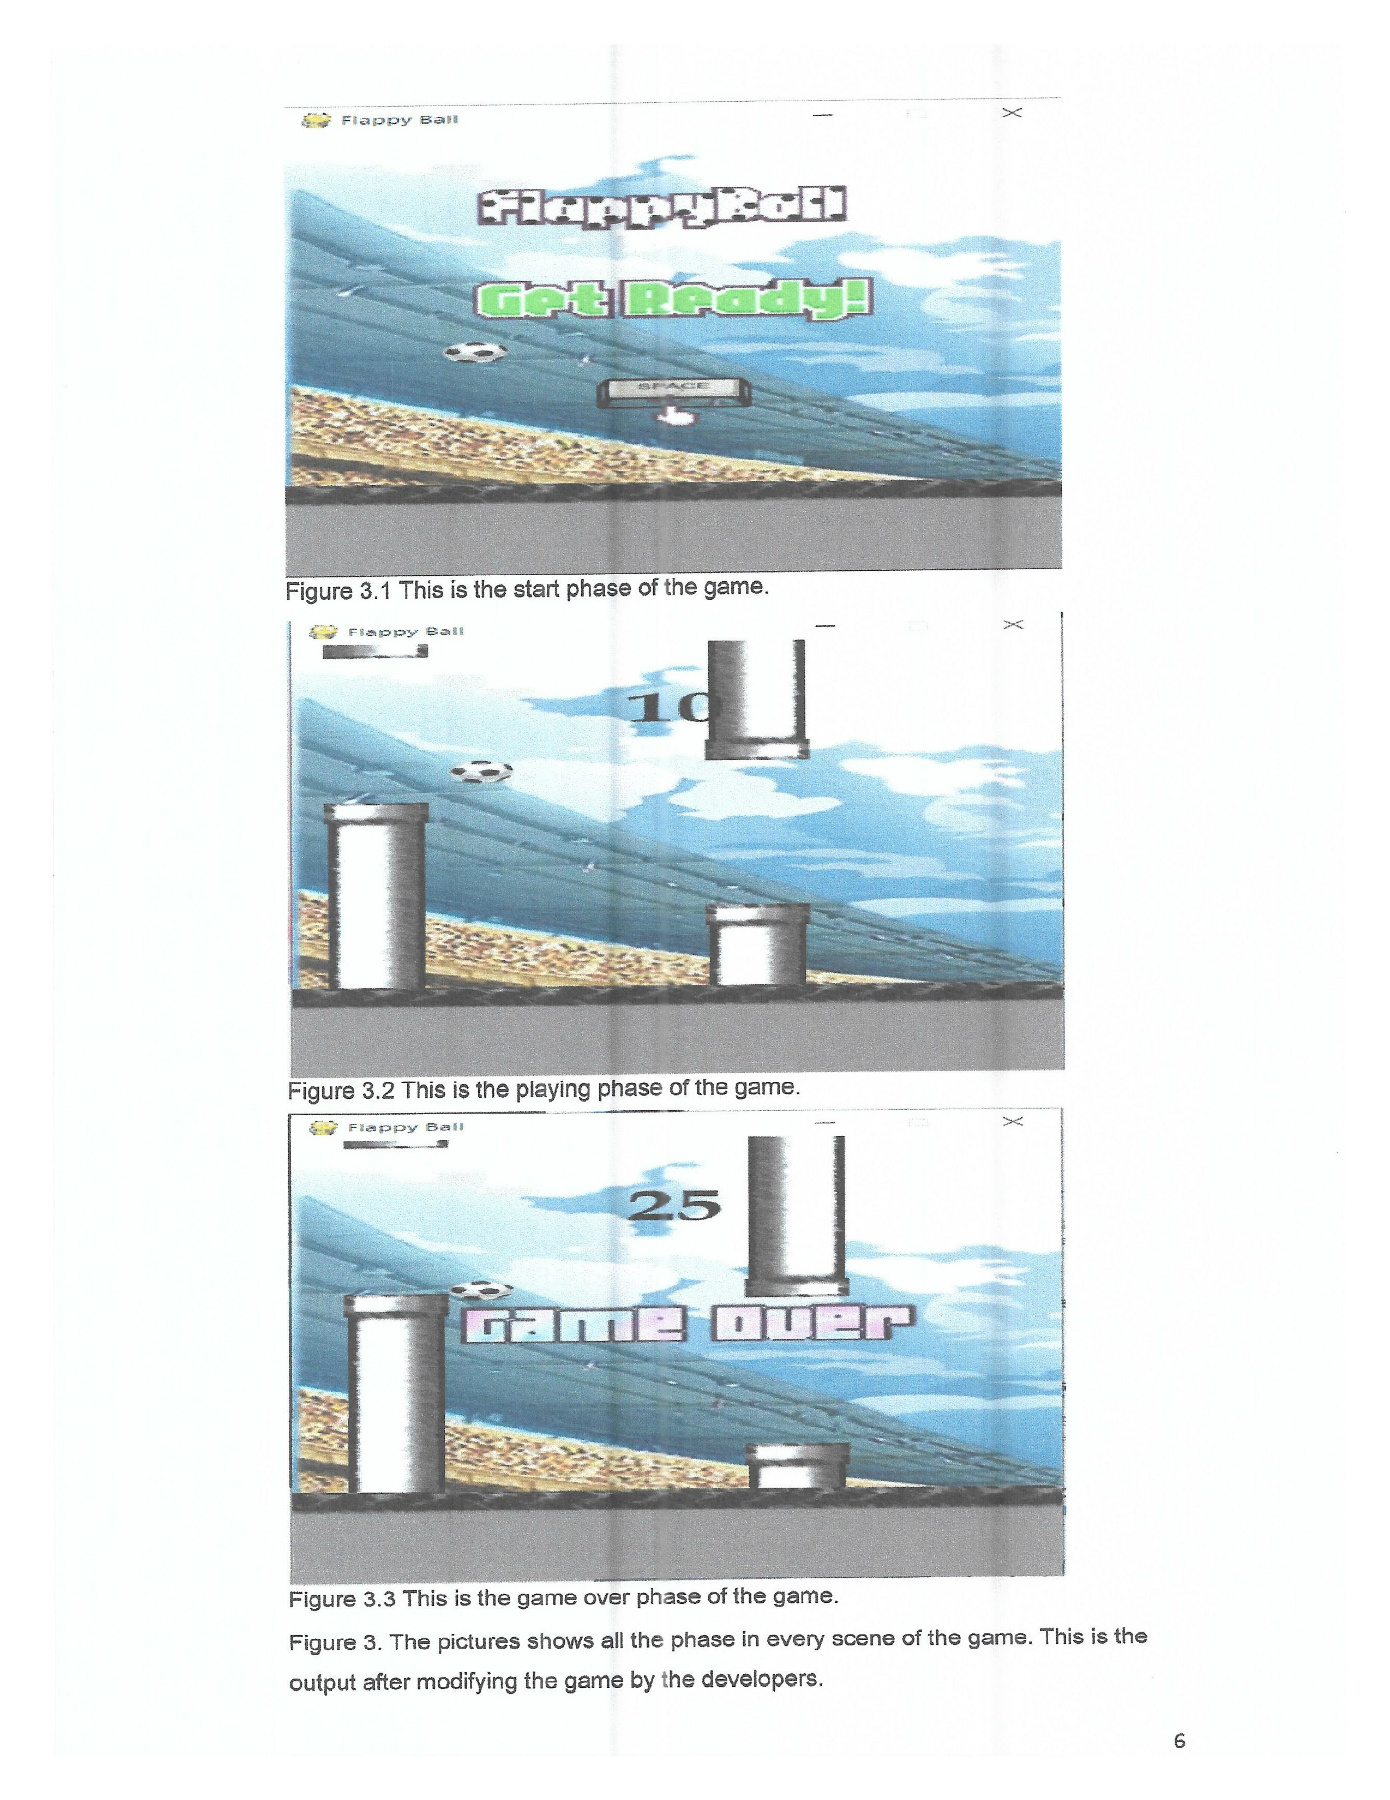 Flappy Ball
FlappyBall
Get Ready!
SPACE
Figure 3.1 This is the start phase of the game.
Flappy Ball
10
Figure 3.2 This is the playing phase of the game.
Flappy Ball
25
Game Over
Figure 3.3 This is the game over phase of the game.
Figure 3. The pictures shows all the phase in every scene of the game. This is the
output after modifying the game by the developers.
6